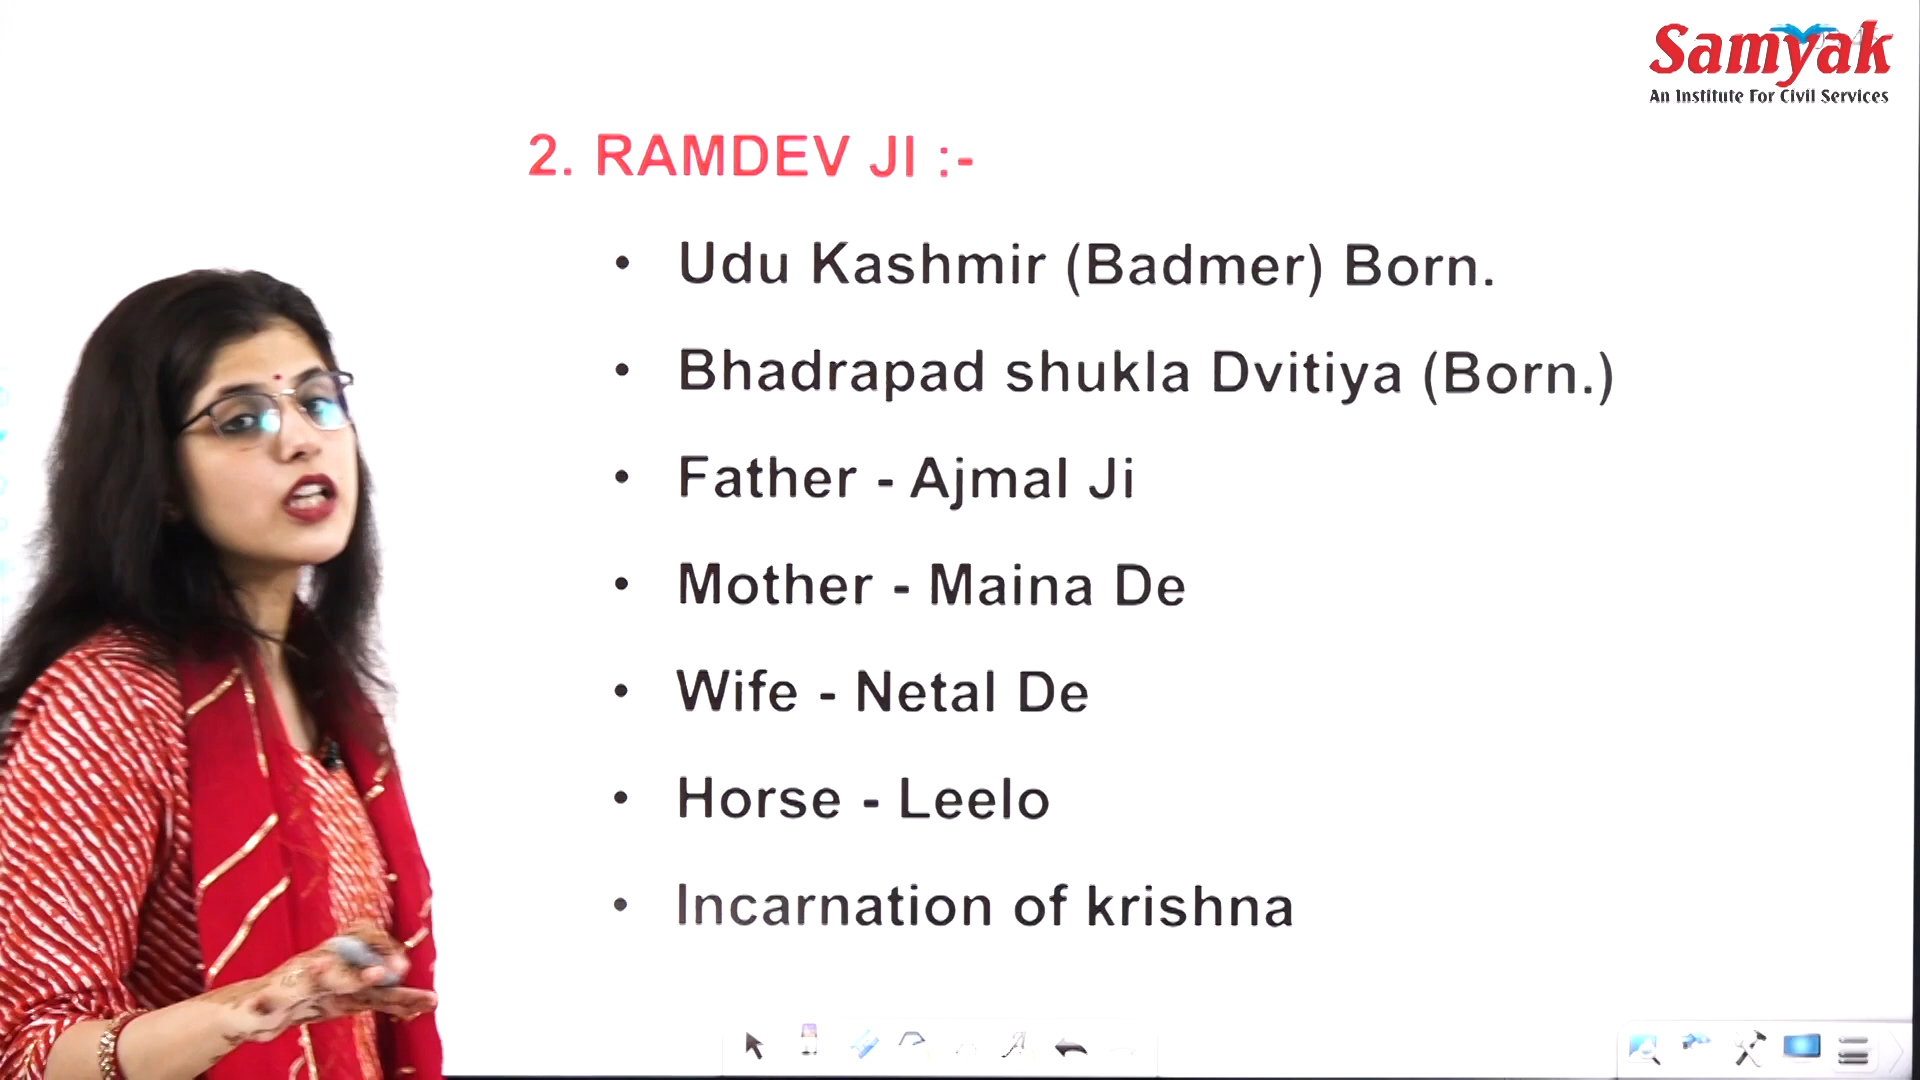 Samyak
An Institute For Civil Services
2. RAMDEV JI :-
• Udu Kashmir (Badmer) Born.
• Bhadrapad shukla Dvitiya (Born.)
• Father - Ajmal Ji
• Mother - Maina De
• Wife - Netal De
• Horse - Leelo
• Incarnation of krishna